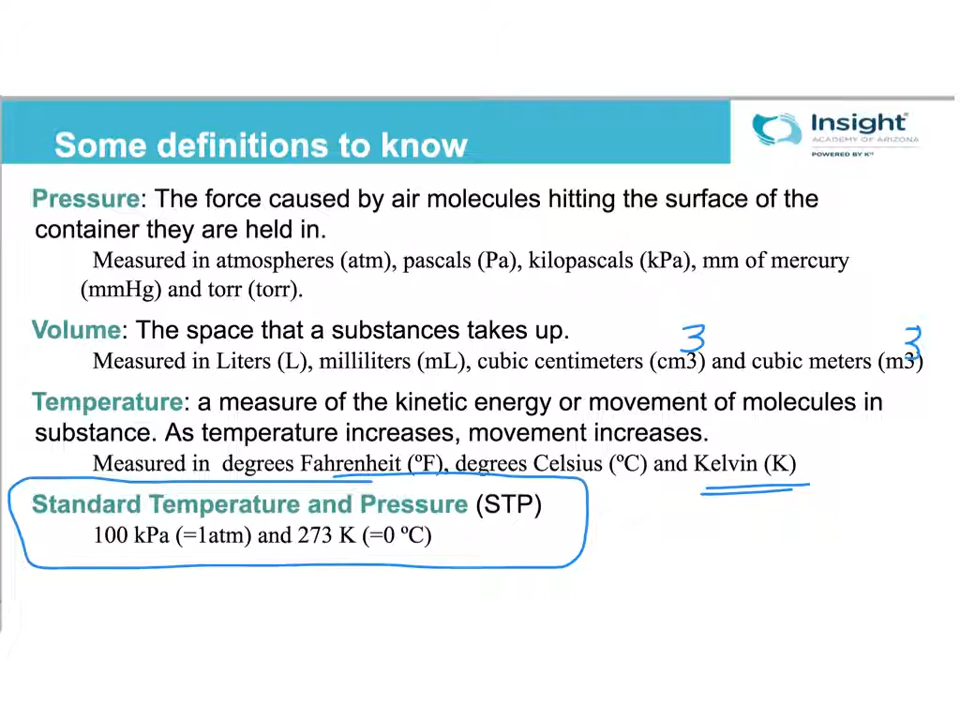 Some definitions to know
Insight
ACADEMY OF ARIZONA
POWERED BY K12
Pressure: The force caused by air molecules hitting the surface of the
container they are held in.
Measured in atmospheres (atm), pascals (Pa), kilopascals (kPa), mm of mercury
(mmHg) and torr (torr).
Volume: The space that a substances takes up.
3 3
Measured in Liters (L), milliliters (mL), cubic centimeters (cm3) and cubic meters (m3)
Temperature: a measure of the kinetic energy or movement of molecules in
substance. As temperature increases, movement increases.
Measured in degrees Fahrenheit (ºF), degrees Celsius (ºC) and Kelvin (K)
Standard Temperature and Pressure (STP)
100 kPa (=1atm) and 273 K (=0 ºC)